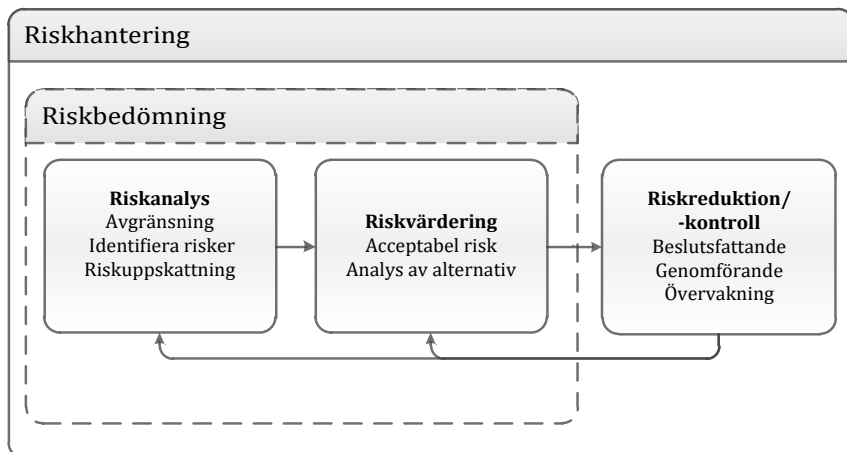 Riskhantering
Riskbedömning
Riskanalys
Avgränsning
Identifiera risker
Riskuppskattning
Riskvärdering
Acceptabel risk
Analys av alternativ
Riskreduktion/
-kontroll
Beslutsfattande
Genomförande
Övervakning